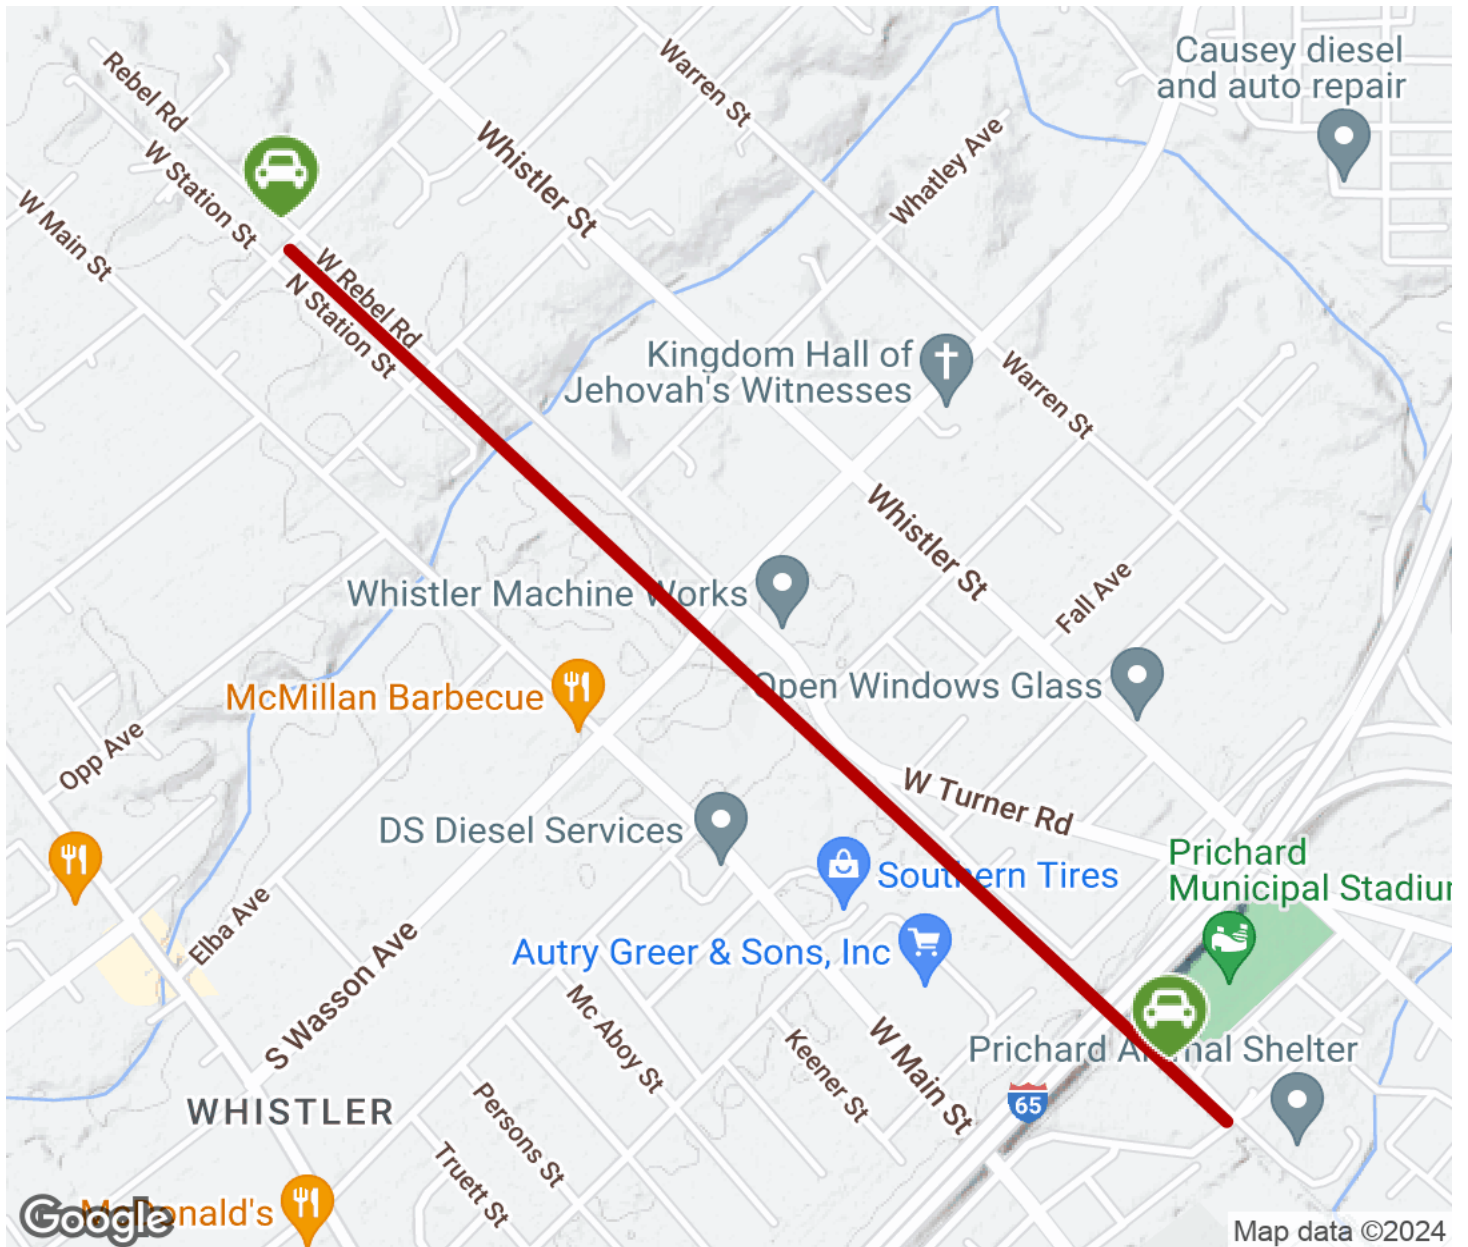 Causey diesel
and auto repair
Rebel Rd
Warren St
Whatley Ave
Whistler St
W Station St
W Main St
W Rebel Rd
N Station St
Kingdom Hall of
Jehovah's Witnesses
Warren St
Whistler St
Fall Ave
Whistler Machine Works
Open Windows Glass
McMillan Barbecue
Opp Ave
W Turner Rd
DS Diesel Services
Southern Tires
Prichard
Municipal Stadiu
Elba Ave
Autry Greer & Sons, Inc
S Wasson Ave
Mc Aboy St
Keener St
W Main St
Prichard Animal Shelter
65
WHISTLER
Persons St
Truett St
McDonald's
Google
Map data ©2024